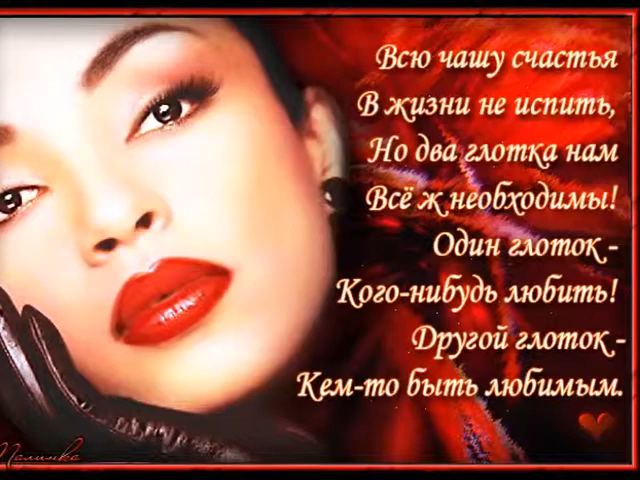 Всю чашу счастья
В жизни не испить,
Но два глотка нам
Всё ж необходимы!
Один глоток -
Кого-нибудь любить!
Другой глоток -
Кем-то быть любимым.
Малинка